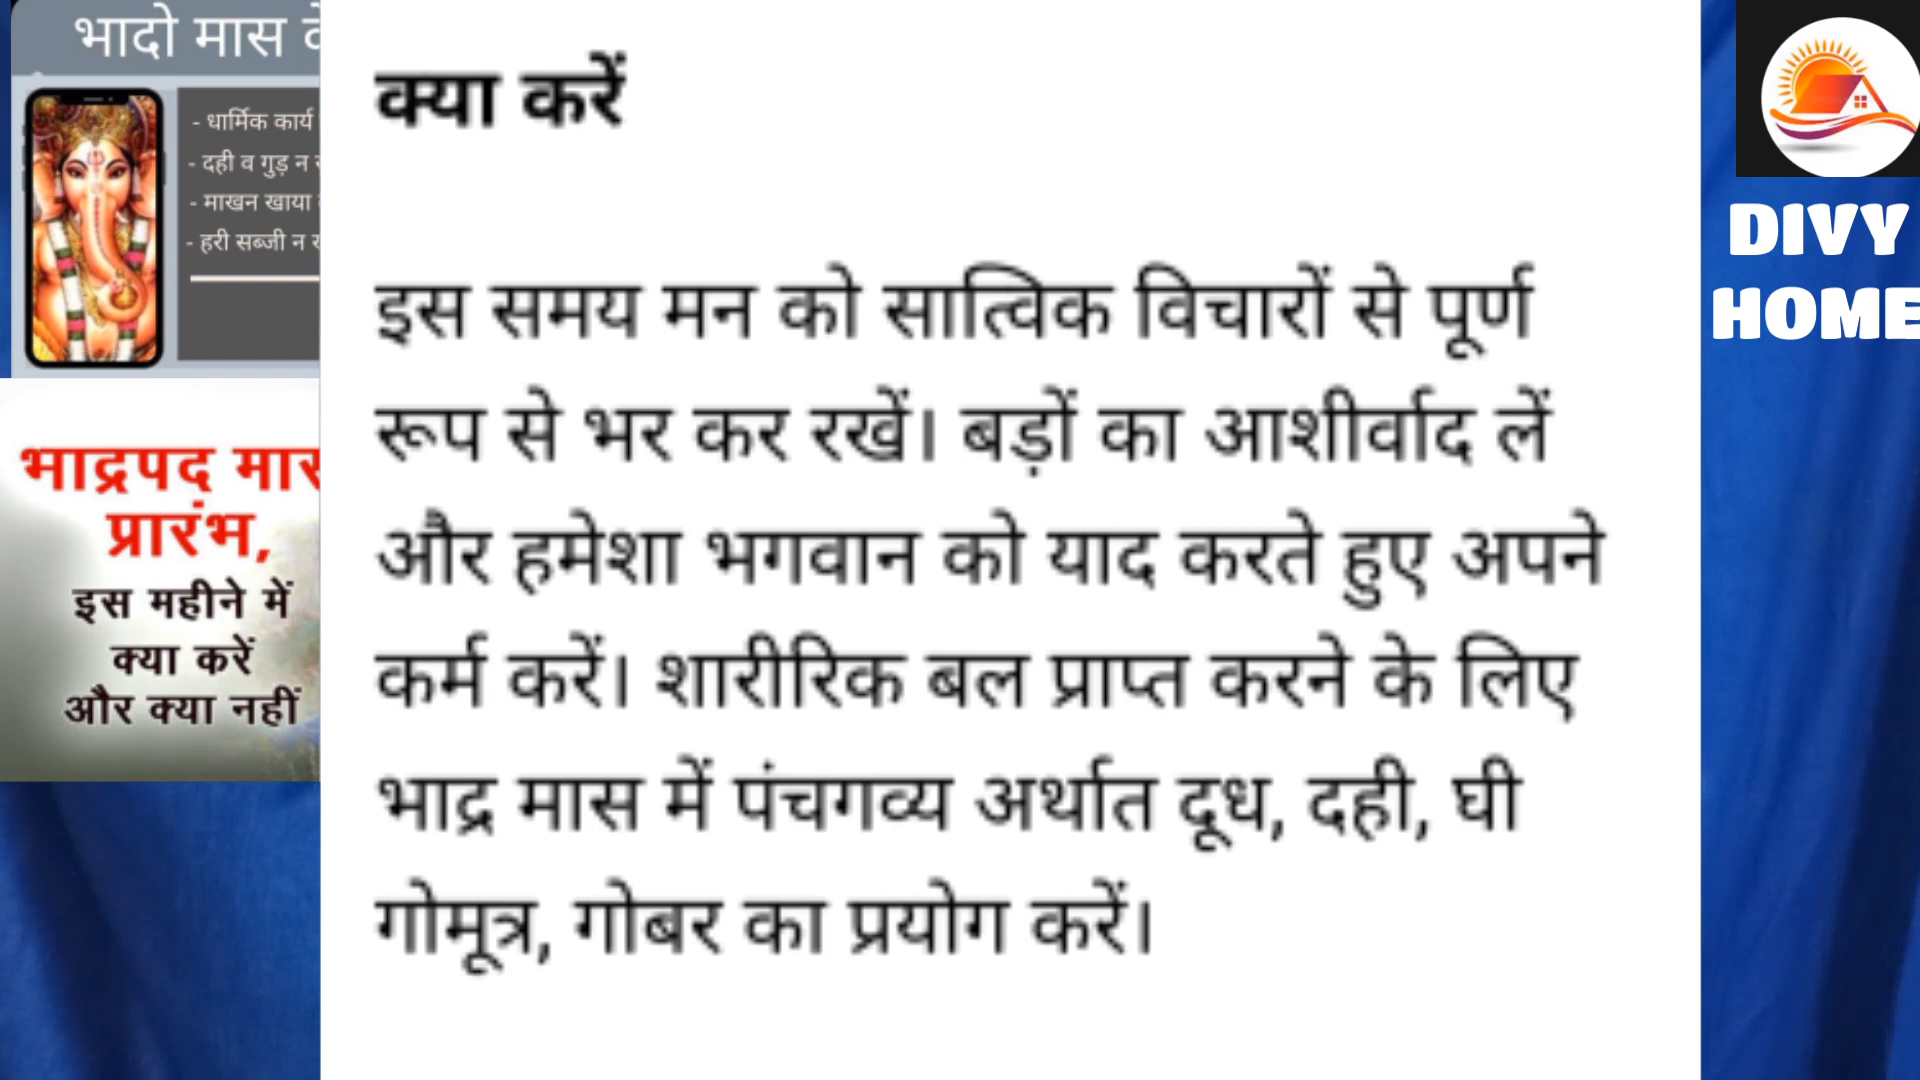 भादो मास के
- धार्मिक कार्य
- दही व गुड़ न
- माखन खाया
- हरी सब्जी न
भाद्रपद मास
प्रारंभ,
इस महीने में
क्या करें
और क्या नहीं
क्या करें
इस समय मन को सात्विक विचारों से पूर्ण
रूप से भर कर रखें। बड़ों का आशीर्वाद लें
और हमेशा भगवान को याद करते हुए अपने
कर्म करें। शारीरिक बल प्राप्त करने के लिए
भाद्र मास में पंचगव्य अर्थात दूध, दही, घी
गोमूत्र, गोबर का प्रयोग करें।
DIVY
HOME